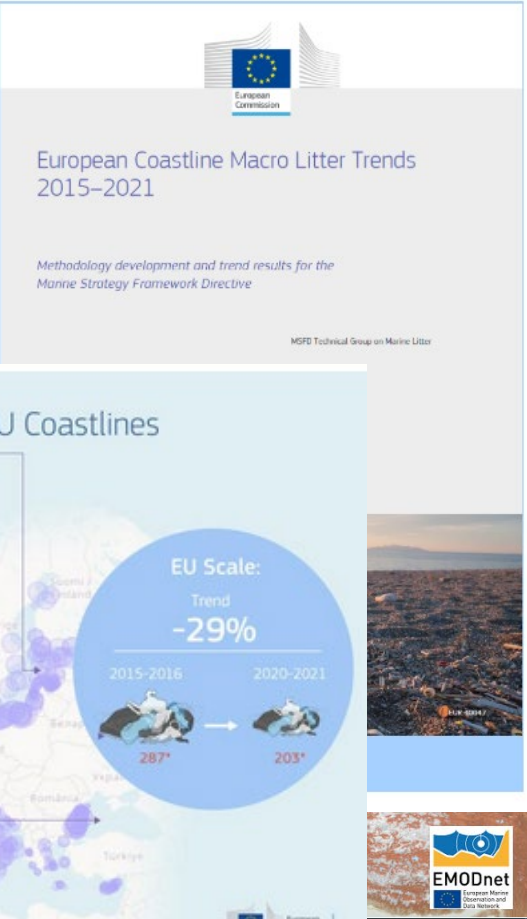 European
Commission
European Coastline Macro Litter Trends
2015–2021
Methodology development and trend results for the
Marine Strategy Framework Directive
MSFD Technical Group on Marine Litter
U Coastlines
EU Scale:
Trend
-29%
2015-2016
2020-2021
287*
203*
Suomi /
România
Türkiye
EMODnet
European Marine
Observation and
Data Network